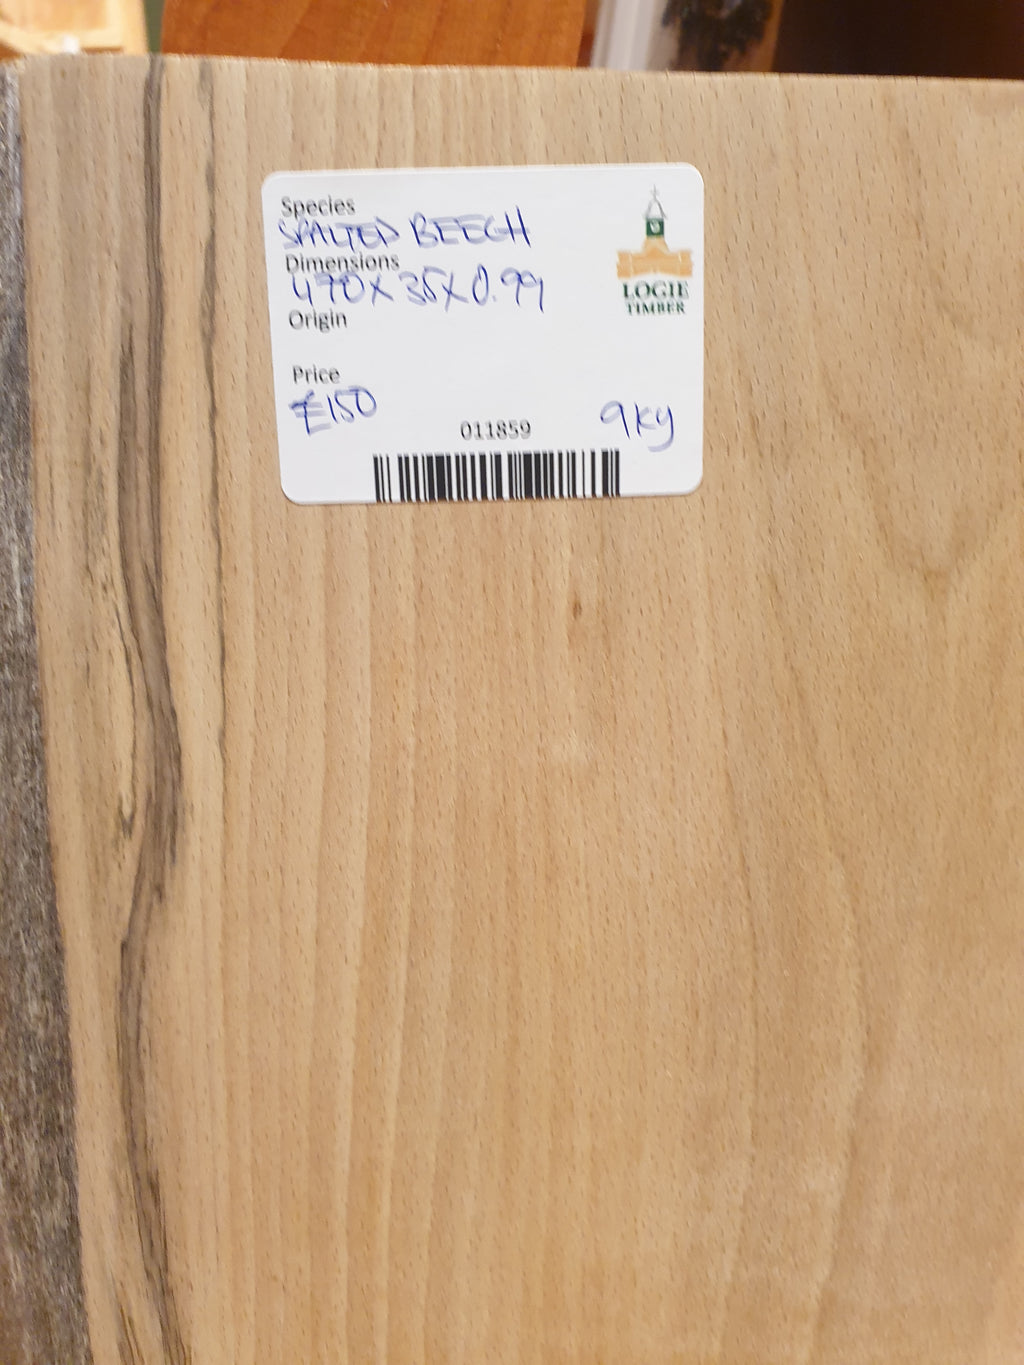 Species
SPALTED BEECH
Dimensions
470 x 35 x 0.99
Origin
Price
£150
011859
9kg
LOGIE
TIMBER